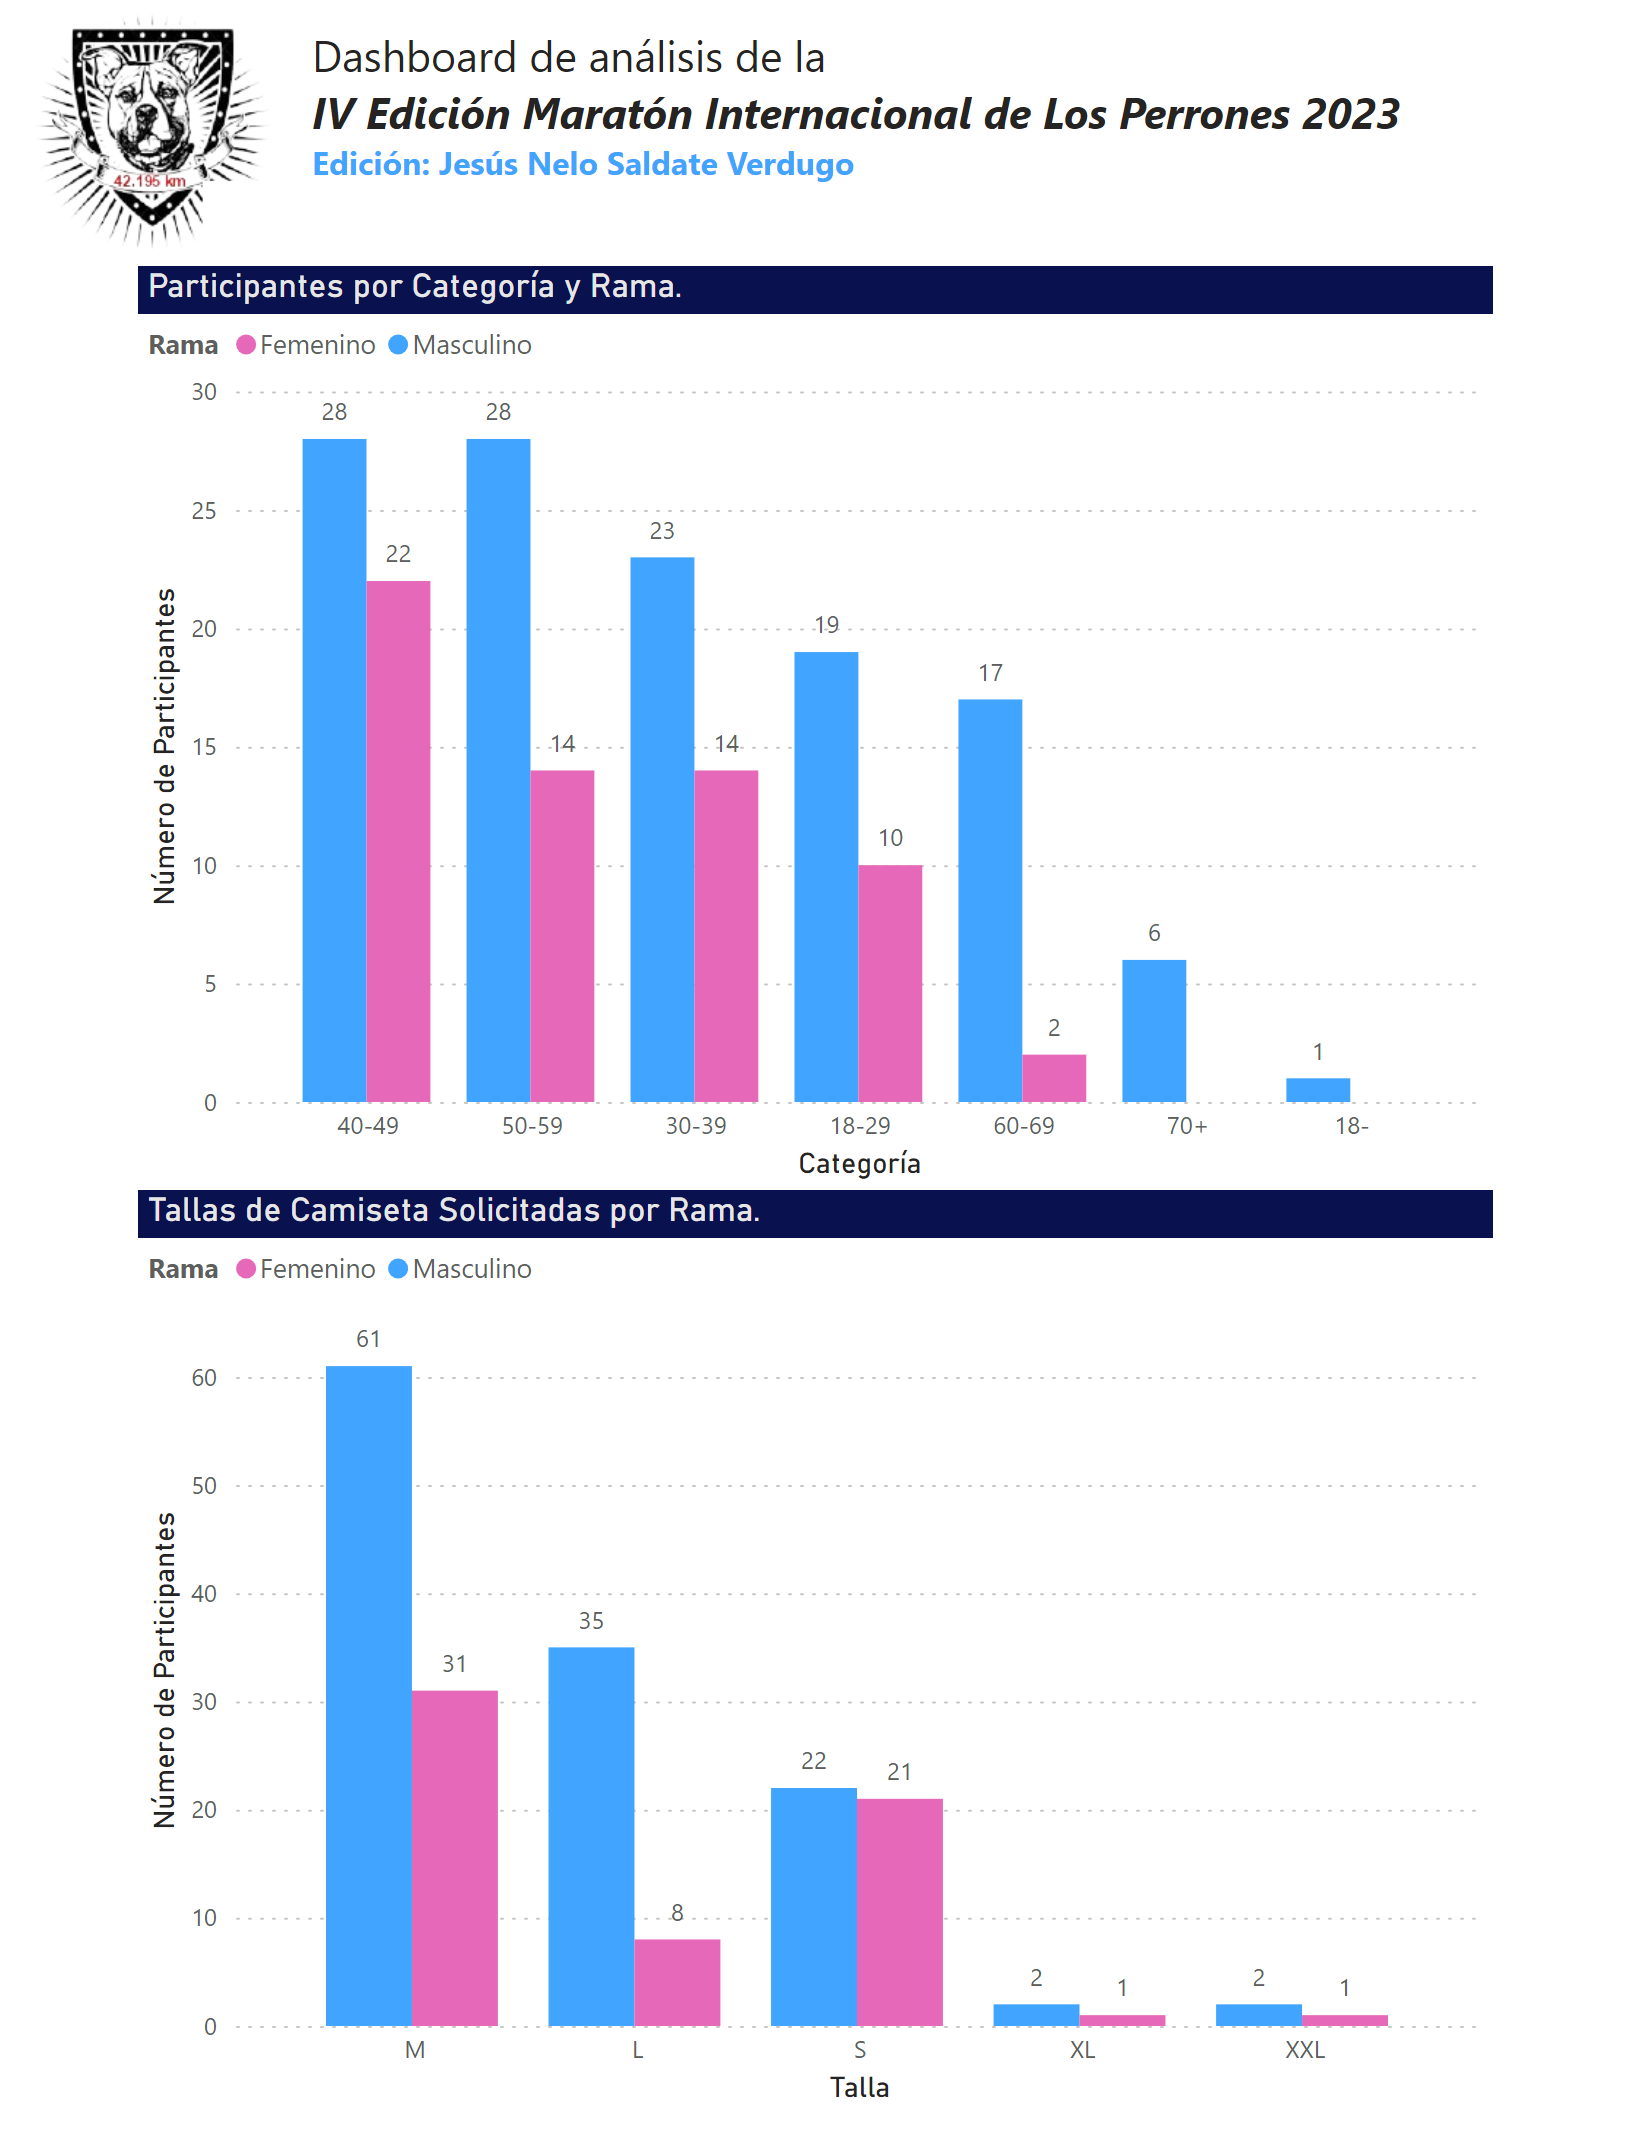 Dashboard de análisis de la
IV Edición Maratón Internacional de Los Perrones 2023
Edición: Jesús Nelo Saldate Verdugo
42.195 km
Participantes por Categoría y Rama.
Rama Femenino Masculino
Número de Participantes
30
25
20
15
10
5
0
28
22
28
14
23
14
19
10
17
2
6
1
40-49 50-59 30-39 18-29 60-69 70+ 18-
Categoría
Tallas de Camiseta Solicitadas por Rama.
Rama Femenino Masculino
Número de Participantes
60
50
40
30
20
10
0
61
31
35
8
22
21
2
1
2
1
M L S XL XXL
Talla